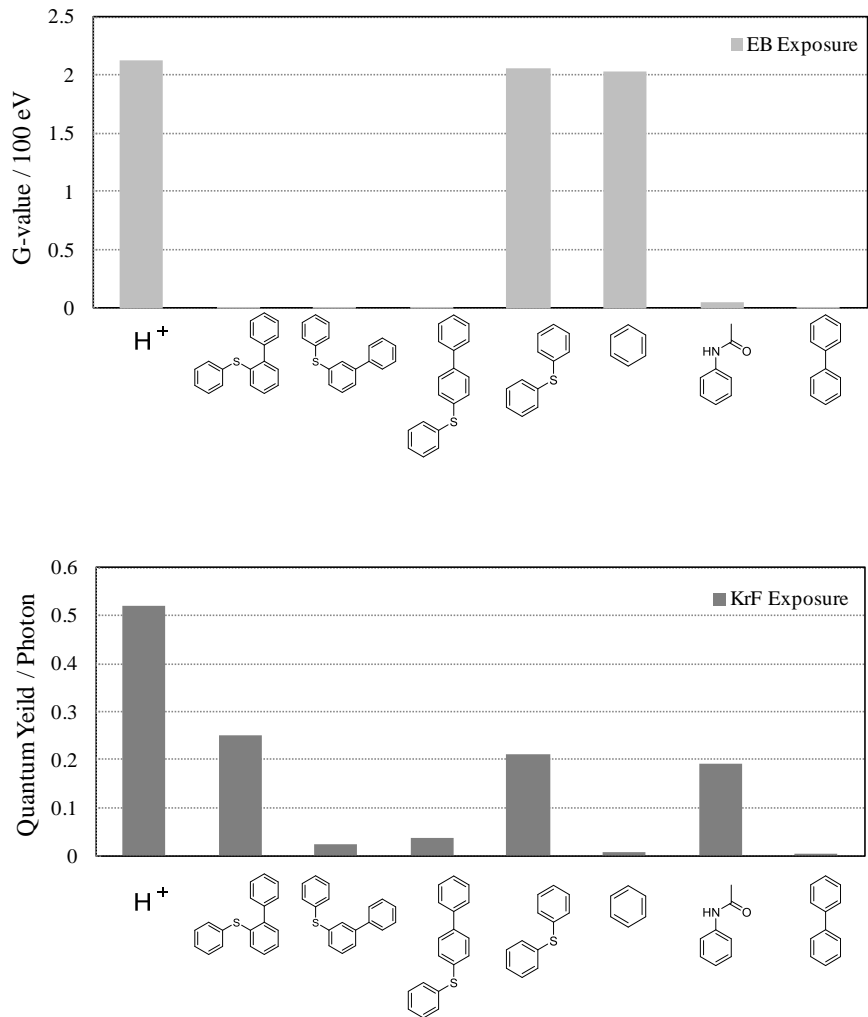 2.5
EB Exposure
2
1.5
1
0.5
0
G-value / 100 eV
H+
S
S
S
S
HN
O
0.6
KrF Exposure
0.5
0.4
0.3
0.2
0.1
0
Quantum Yeild / Photon
H+
S
S
S
S
HN
O